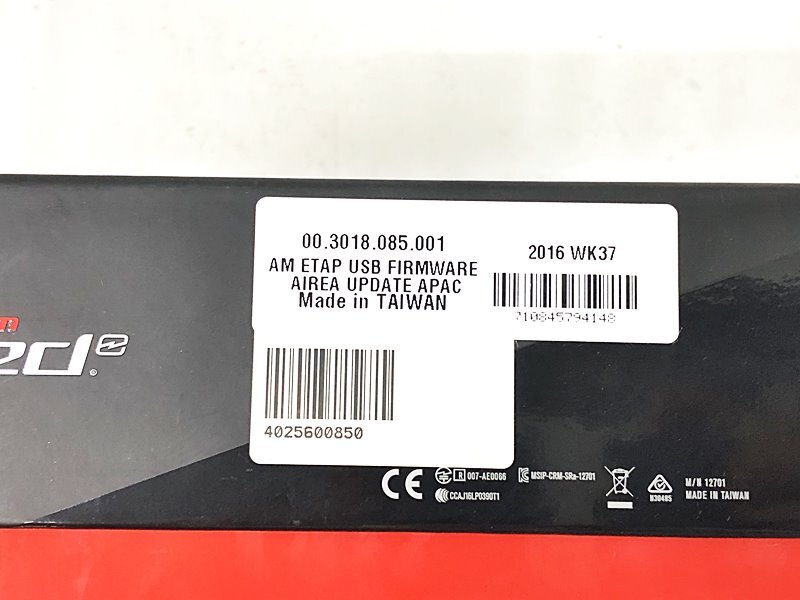 00.3018.085.001
AM ETAP USB FIRMWARE
AIREA UPDATE APAC
Made in TAIWAN
2016 WK37
710845794148
4025600850
CE
R 007-AE0066
CCAJ16LP0390T1
MSIP-CRM-SRa-12701
N30485
M/N 12701
MADE IN TAIWAN